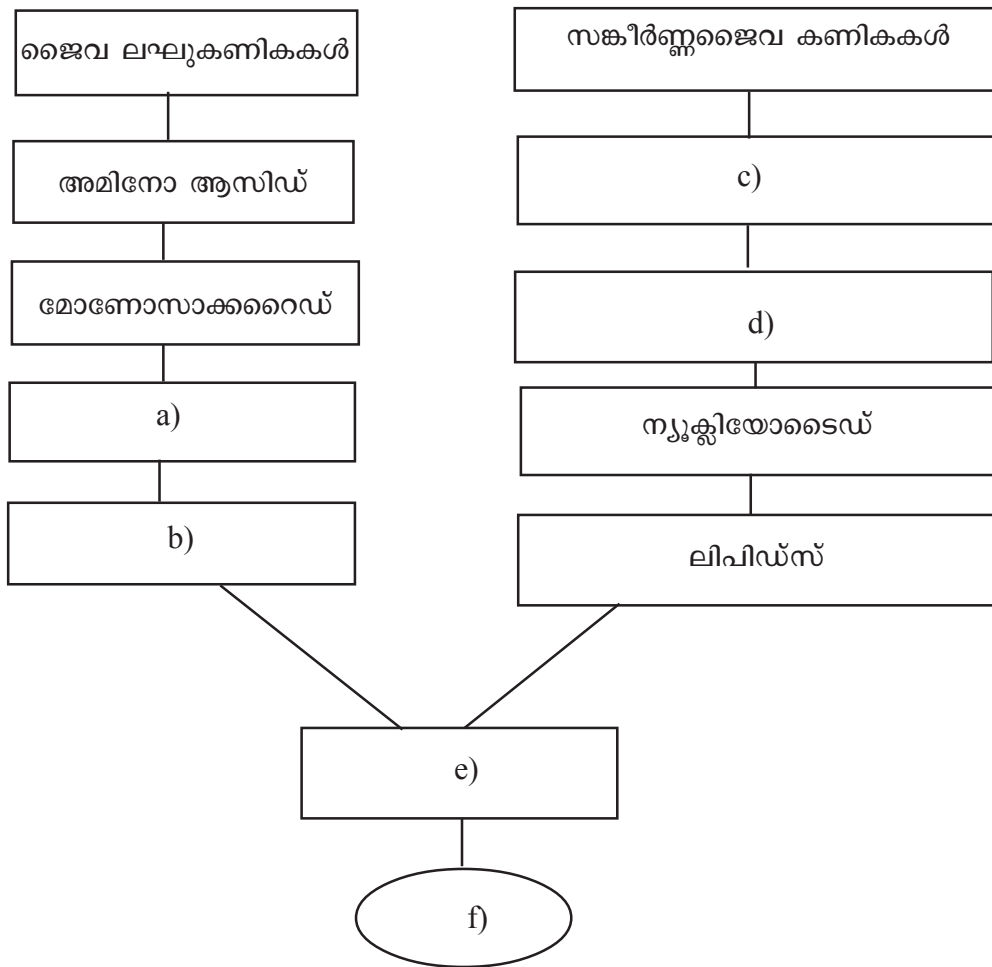 ജൈവ ലഘുകണികകൾ
അമിനോ ആസിഡ്
മോണോസാക്കറൈഡ്
a)
b)
സങ്കീർണ്ണജൈവ കണികകൾ
c)
d)
ന്യൂക്ലിയോടൈഡ്
ലിപിഡ്സ്
e)
f)